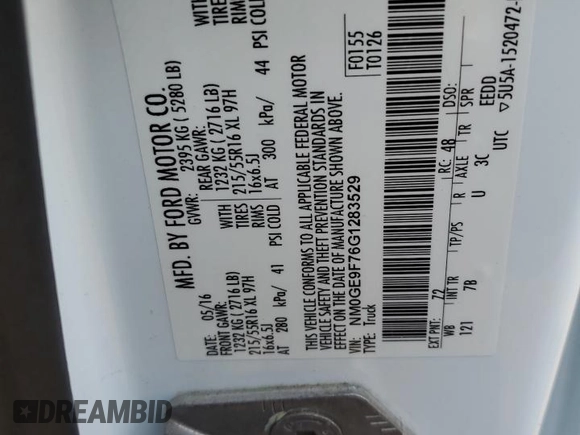 MFD. BY FORD MOTOR CO.
DATE: 05/16 GVWR: 2395 KG ( 5280 LB)
FRONT GAWR: REAR GAWR:
1232 KG ( 2716 LB) WITH 1232 KG ( 2716 LB) WITH
215/55R16 XL 97H TIRES 215/55R16 XL 97H TIRES
16x6.5J RIMS 16x6.5J
AT 280 kPa/ 41 PSI COLD AT 300 kPa/ 44 PSI COLD
THIS VEHICLE CONFORMS TO ALL APPLICABLE FEDERAL MOTOR
VEHICLE SAFETY AND THEFT PREVENTION STANDARDS IN
EFFECT ON THE DATE OF MANUFACTURE SHOWN ABOVE.
VIN: NM0GE9F76G1283529 F0155
TYPE: Truck T0126
EXT PNT: Z2 RC: 48 DSO:
WB INT TR TP/PS R AXLE TR SPR
121 7B U 3C EEDD
UTC ▽5U5A-1520472-
DREAMBID